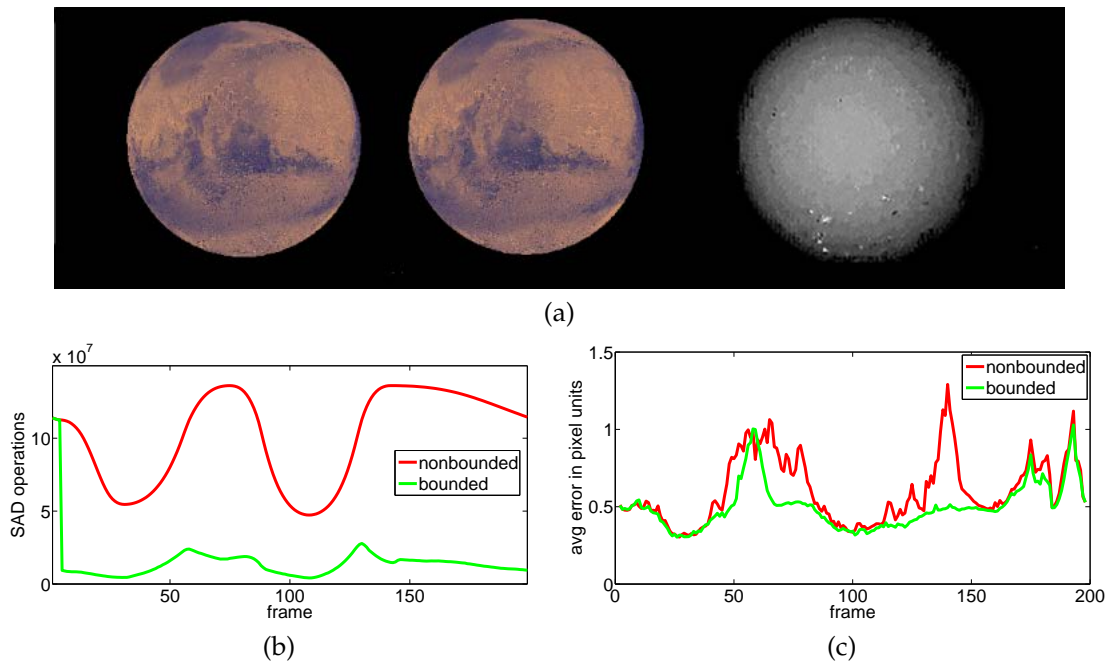 (a)
x 10^7
SAD operations
10
5
0
50
100
150
frame
nonbounded
bounded
(b)
avg error in pixel units
1.5
1
0.5
0
0
50
100
150
200
frame
nonbounded
bounded
(c)